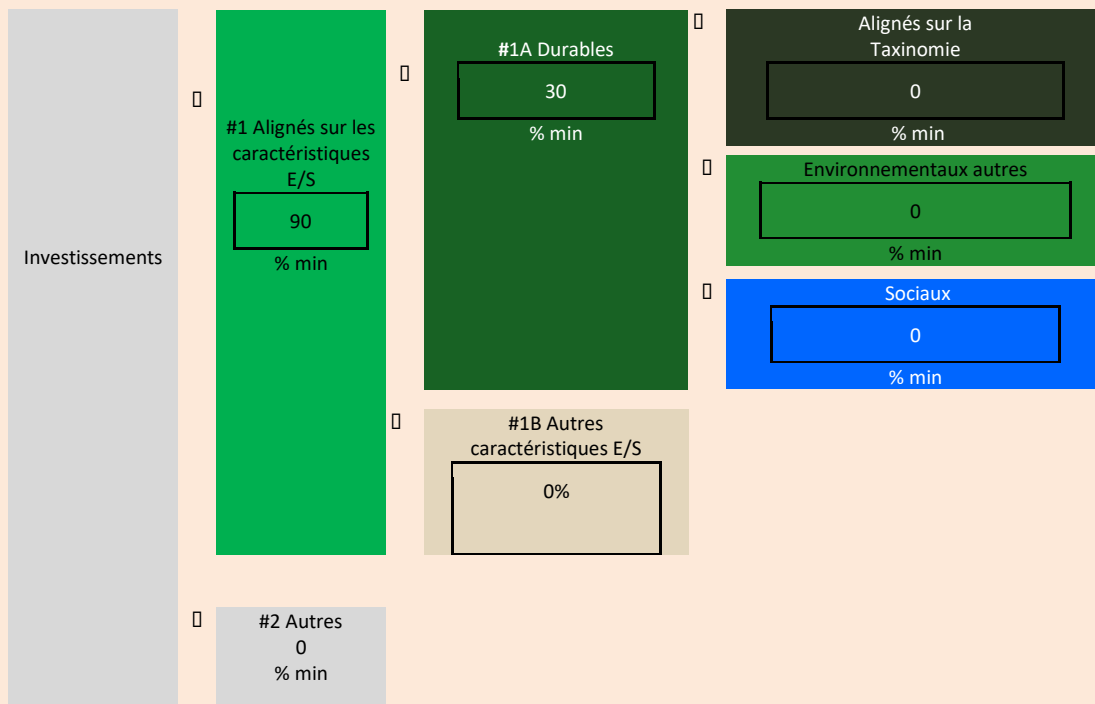 Investissements
#1 Alignés sur les
caractéristiques
E/S
90
% min
#1A Durables
30
% min
Alignés sur la
Taxinomie
0
% min
Environnementaux autres
0
% min
Sociaux
0
% min
#1B Autres
caractéristiques E/S
0%
#2 Autres
0
% min